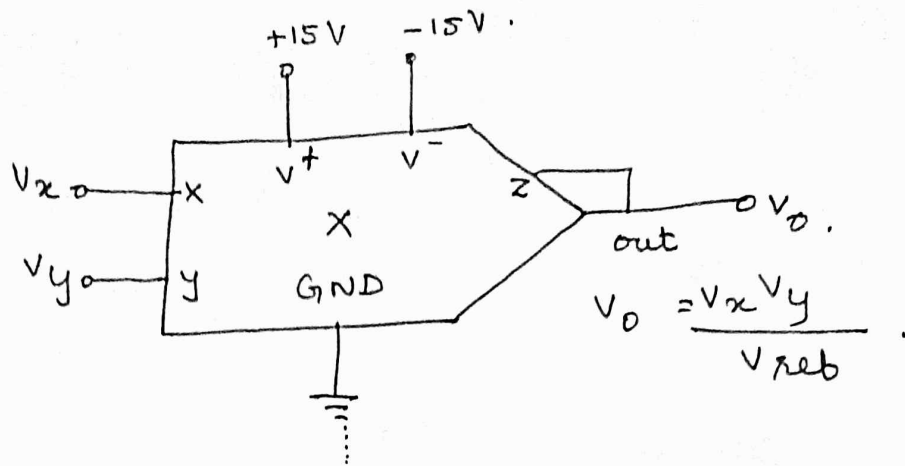 +15V -15V.
V+ V-
Vx x z
X Vo.
out
Vy y GND
Vo = VxVy
Vreb